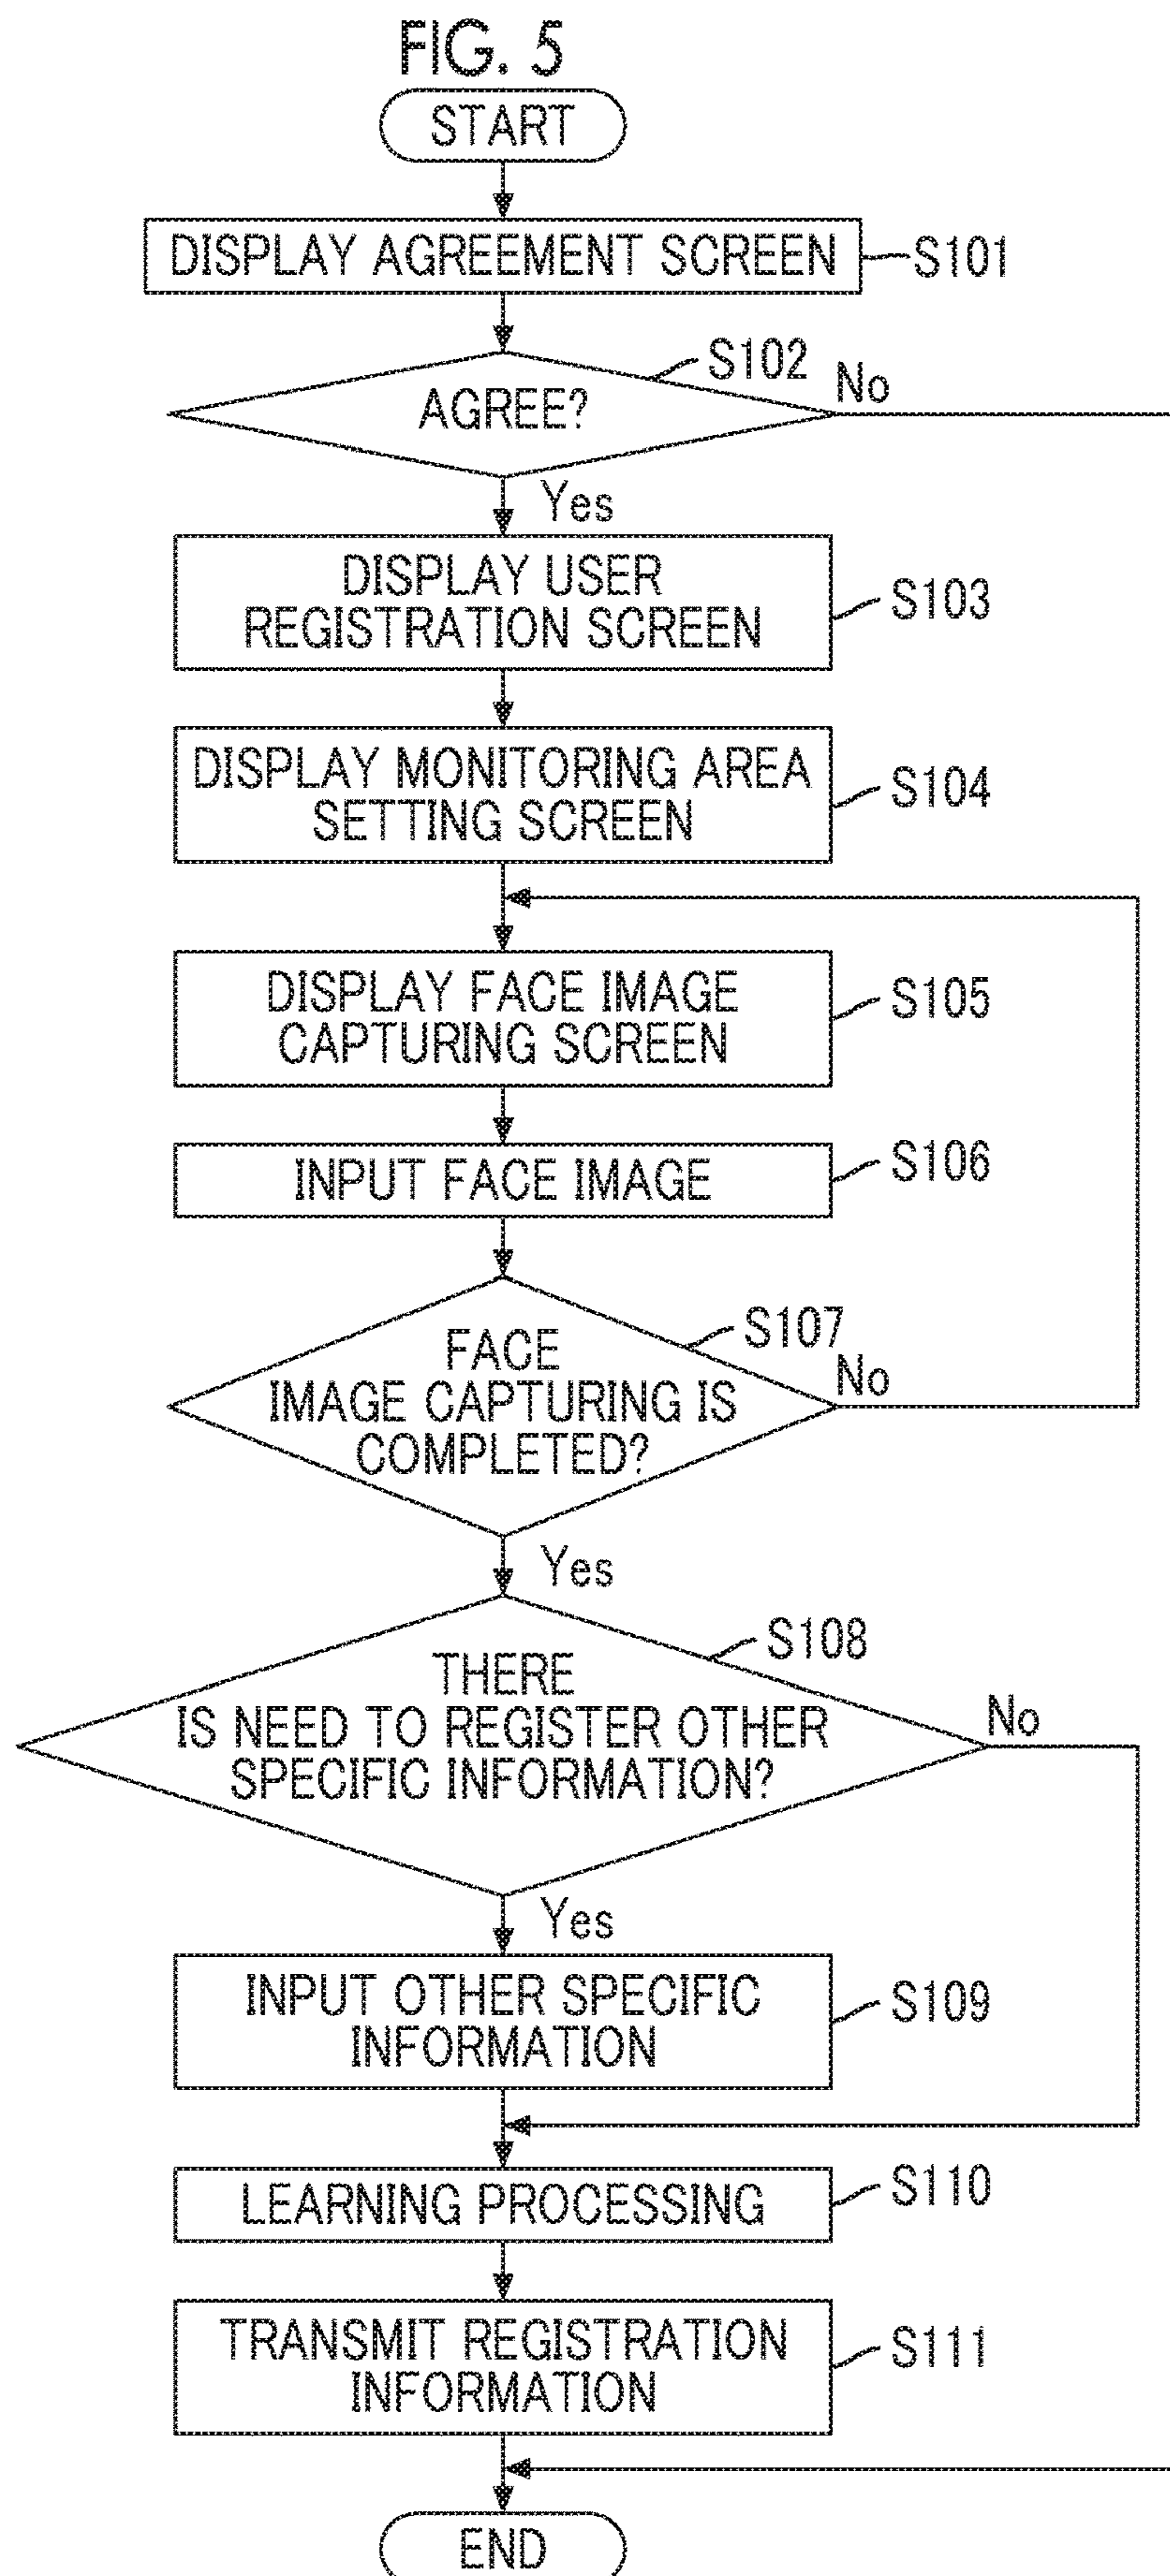 FIG. 5
START
DISPLAY AGREEMENT SCREEN
S101
S102
AGREE?
No
Yes
DISPLAY USER
REGISTRATION SCREEN
S103
DISPLAY MONITORING AREA
SETTING SCREEN
S104
DISPLAY FACE IMAGE
CAPTURING SCREEN
S105
INPUT FACE IMAGE
S106
S107
FACE
IMAGE CAPTURING IS
COMPLETED?
No
Yes
S108
THERE
IS NEED TO REGISTER OTHER
SPECIFIC INFORMATION?
No
Yes
INPUT OTHER SPECIFIC
INFORMATION
S109
LEARNING PROCESSING
S110
TRANSMIT REGISTRATION
INFORMATION
S111
END